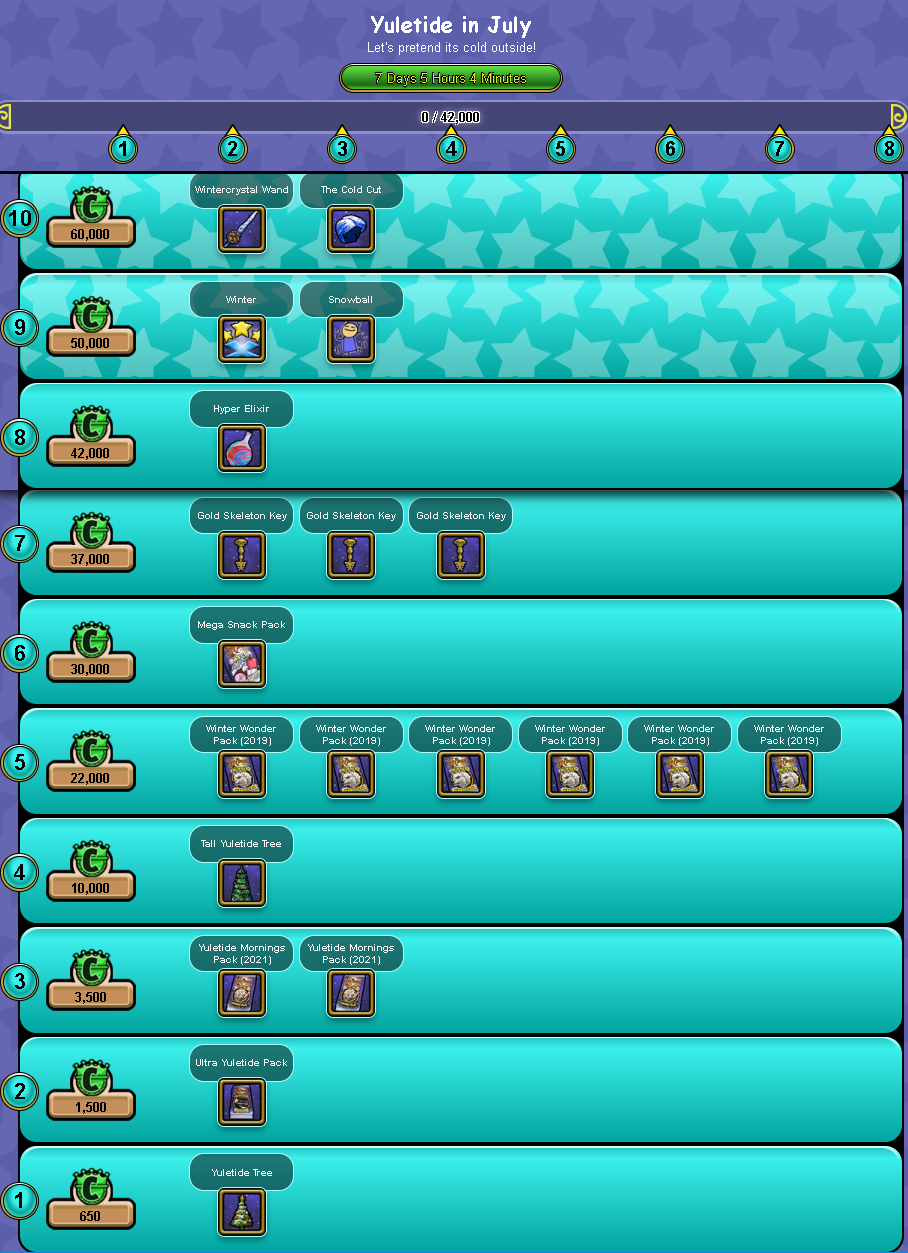 Yuletide in July
Let's pretend its cold outside!
7 Days 5 Hours 4 Minutes
0 / 42,000
1 2 3 4 5 6 7 8
10
60,000
Wintercrystal Wand
The Cold Cut
9
50,000
Winter
Snowball
8
42,000
Hyper Elixir
7
37,000
Gold Skeleton Key
Gold Skeleton Key
Gold Skeleton Key
6
30,000
Mega Snack Pack
5
22,000
Winter Wonder
Pack (2019)
Winter Wonder
Pack (2019)
Winter Wonder
Pack (2019)
Winter Wonder
Pack (2019)
Winter Wonder
Pack (2019)
Winter Wonder
Pack (2019)
4
10,000
Tall Yuletide Tree
3
3,500
Yuletide Mornings
Pack (2021)
Yuletide Mornings
Pack (2021)
2
1,500
Ultra Yuletide Pack
1
650
Yuletide Tree